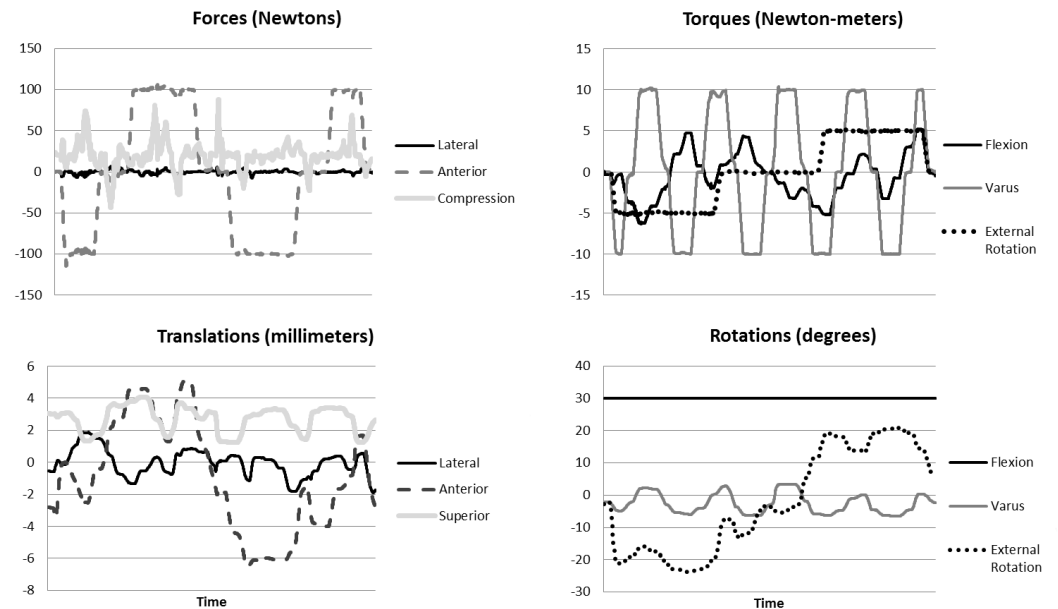 Forces (Newtons)
150
100
50
0
-50
-100
-150
Lateral
Anterior
Compression
Torques (Newton-meters)
15
10
5
0
-5
-10
-15
Flexion
Varus
External
Rotation
Translations (millimeters)
6
4
2
0
-2
-4
-6
-8
Lateral
Anterior
Superior
Time
Rotations (degrees)
40
30
20
10
0
-10
-20
-30
Flexion
Varus
External
Rotation
Time